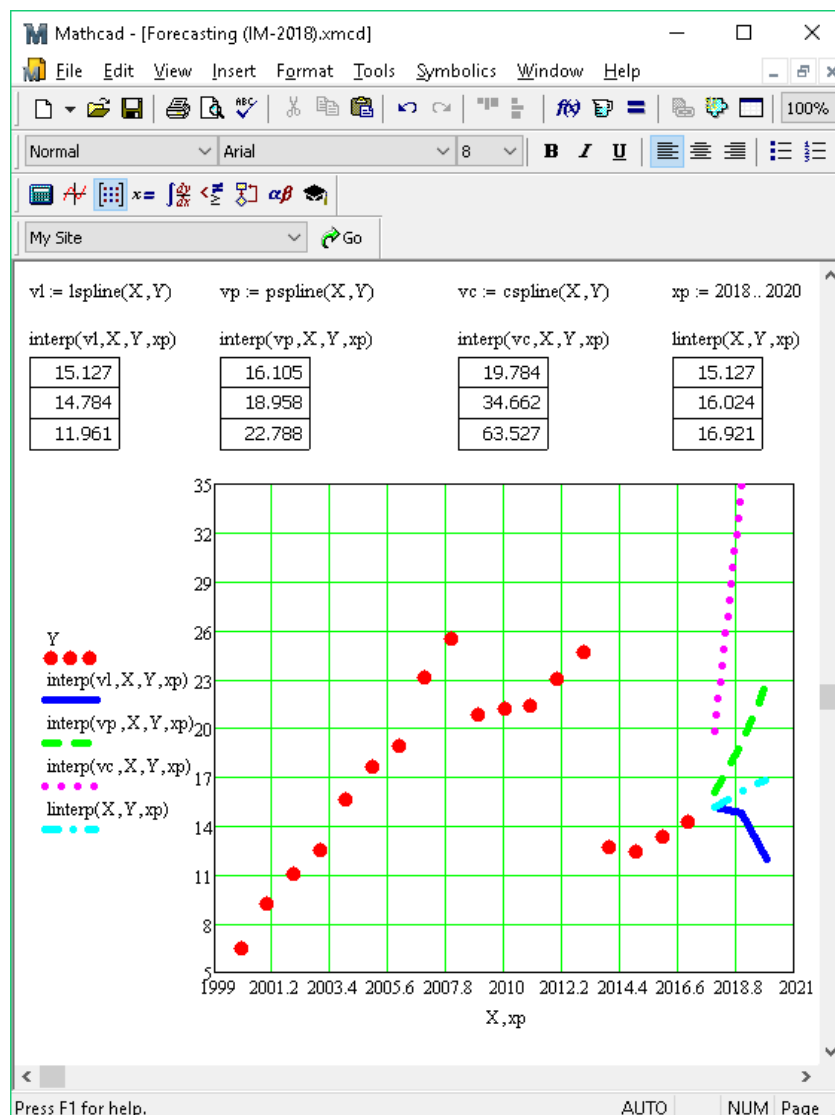 Mathcad - [Forecasting (IM-2018).xmcd]
File Edit View Insert Format Tools Symbolics Window Help
100%
Normal Arial 8 B I U
My Site Go
vl := lspline(X,Y) vp := pspline(X,Y) vc := cspline(X,Y) xp := 2018..2020
interp(vl,X,Y,xp) interp(vp,X,Y,xp) interp(vc,X,Y,xp) linterp(X,Y,xp)
15.127 16.105 19.784 15.127
14.784 18.958 34.662 16.024
11.961 22.788 63.527 16.921
35
32
29
26
23
20
17
14
11
8
5
Y
interp(vl,X,Y,xp)
interp(vp,X,Y,xp)
interp(vc,X,Y,xp)
linterp(X,Y,xp)
1999 2001.2 2003.4 2005.6 2007.8 2010 2012.2 2014.4 2016.6 2018.8 2021
X,xp
Press F1 for help. AUTO NUM Page